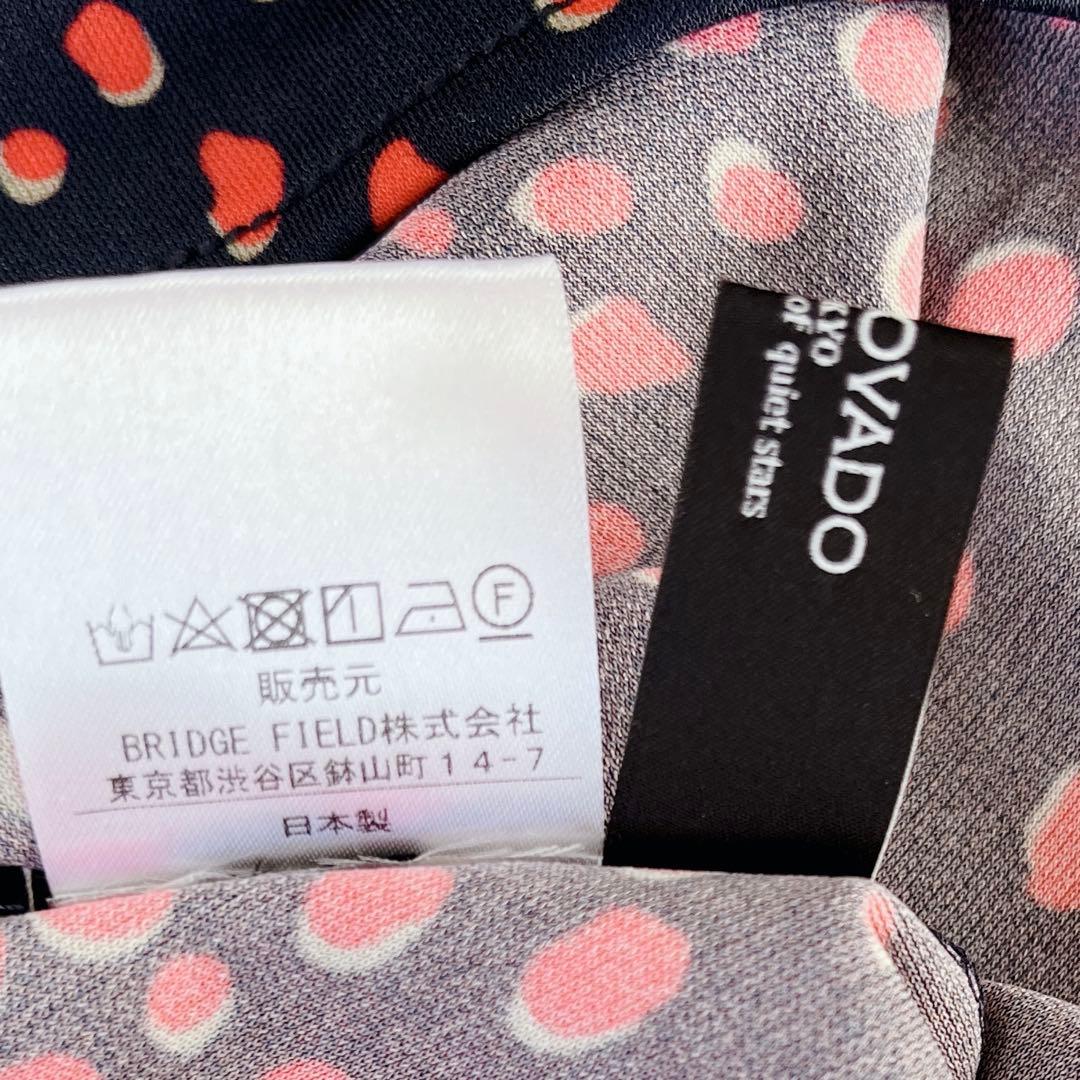 F
販売元
BRIDGE FIELD株式会社
東京都渋谷区鉢山町14-7
日本製
OVADO
KYO
of quiet stars